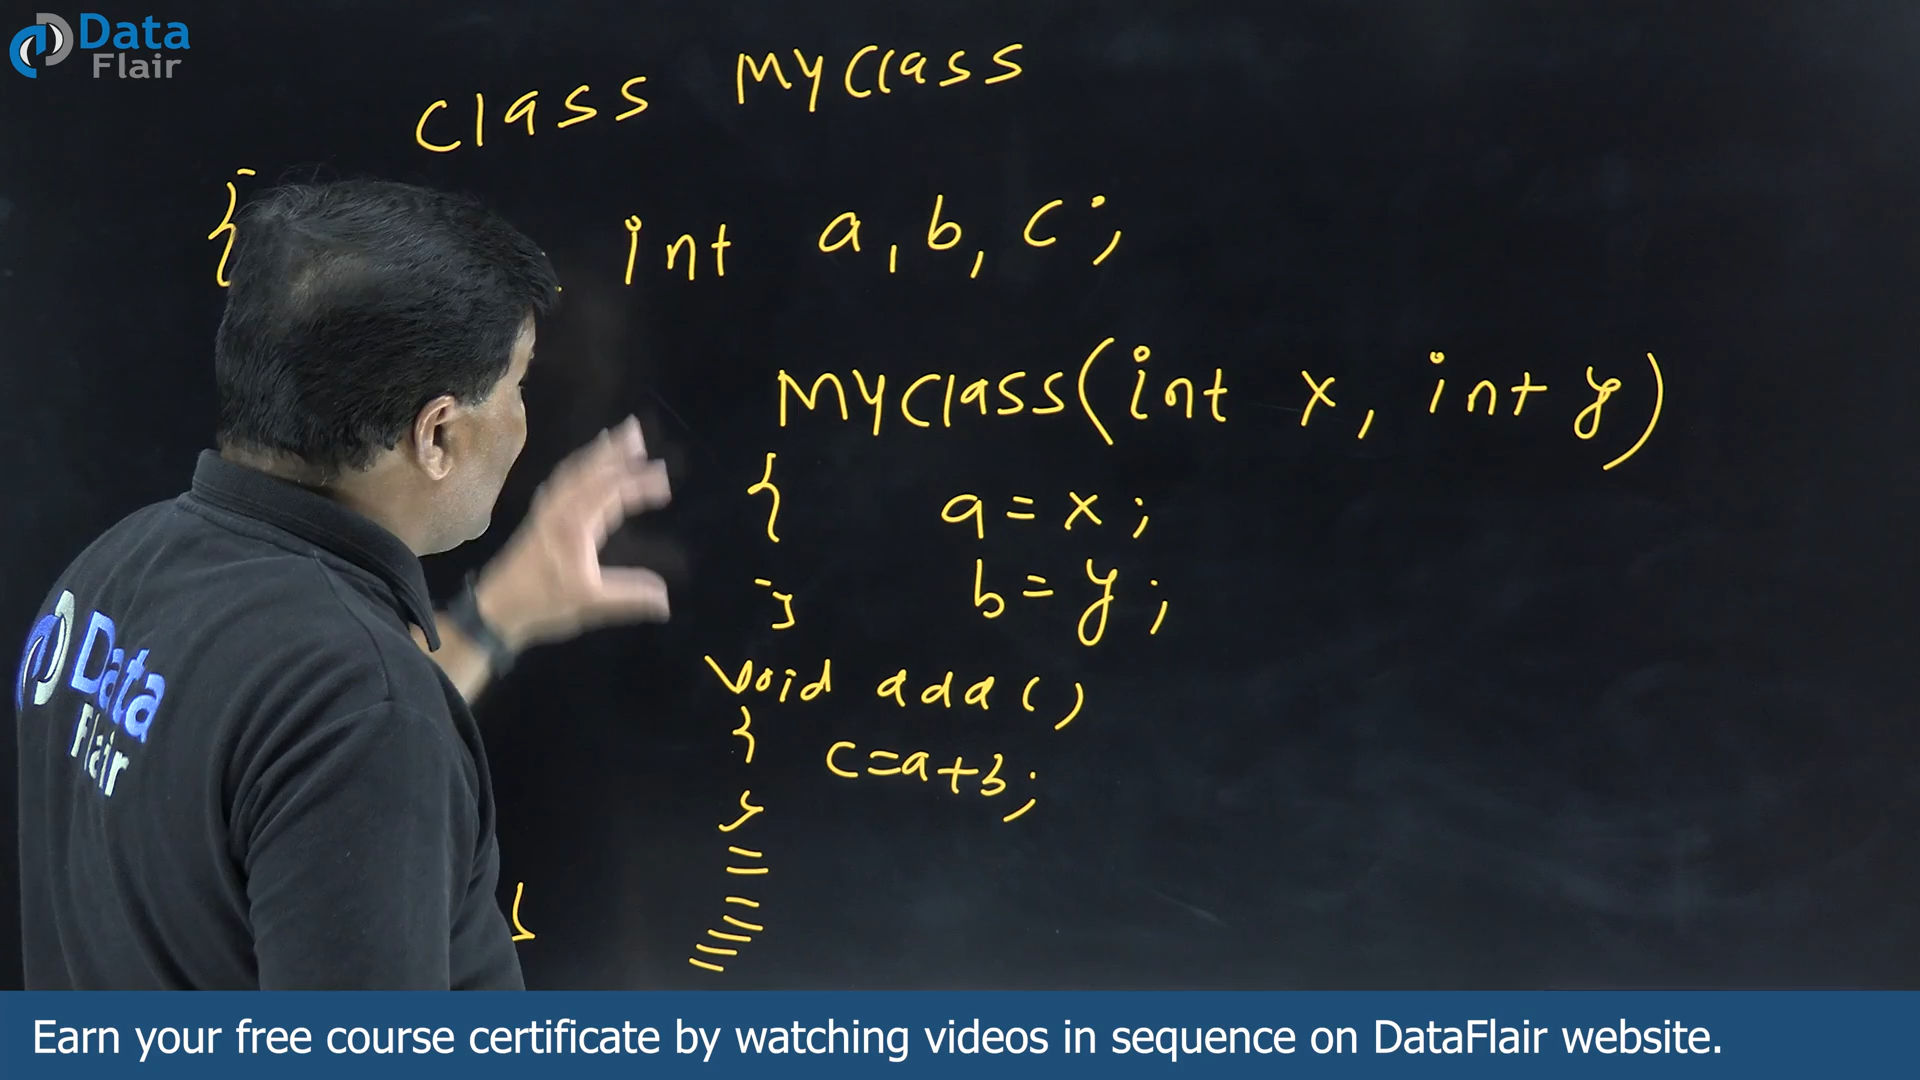 Data
Flair
class MyClass
{
int a, b, c;
MyClass(int x, int y)
{ a = x;
} b = y;
void add()
{ c=a+b;
}
}
Data
Flair
Earn your free course certificate by watching videos in sequence on DataFlair website.